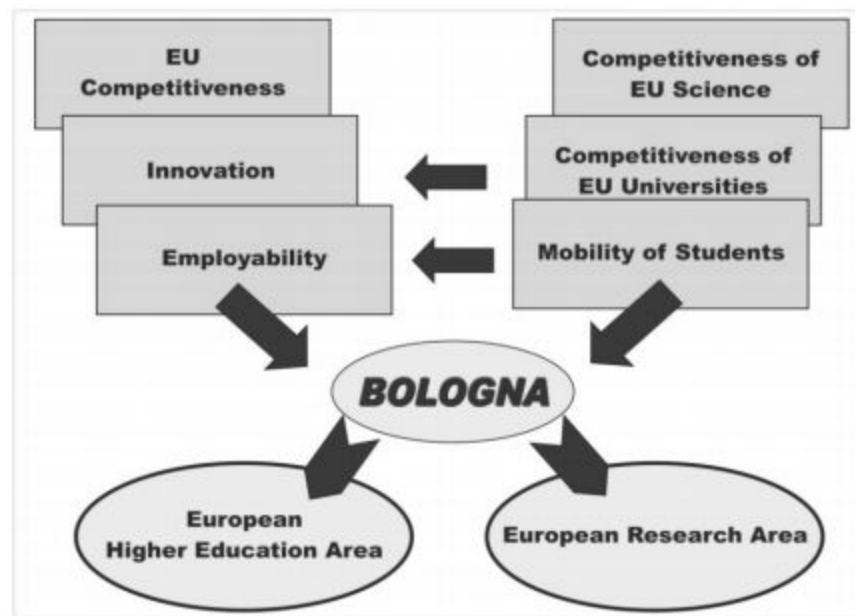 EU
Competitiveness
Innovation
Employability
Competitiveness of
EU Science
Competitiveness of
EU Universities
Mobility of Students
BOLOGNA
European
Higher Education Area
European Research Area